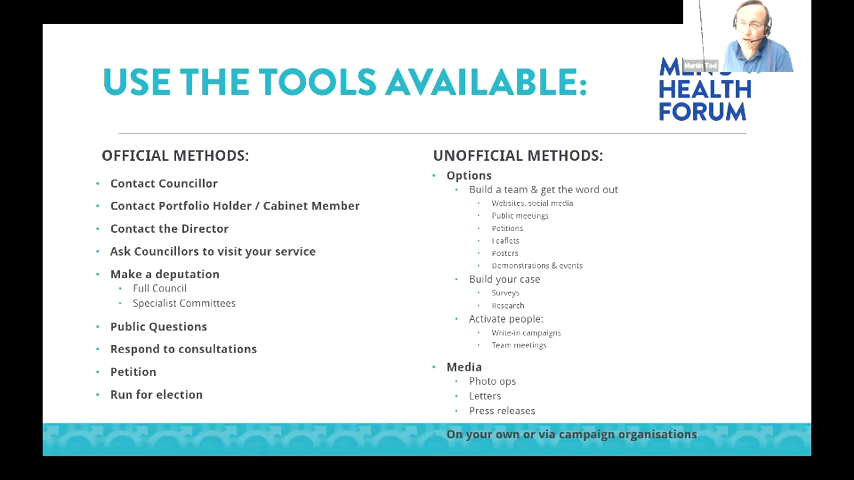 USE THE TOOLS AVAILABLE:
Martin Tod
MEN'S
HEALTH
FORUM
OFFICIAL METHODS:
Contact Councillor
Contact Portfolio Holder / Cabinet Member
Contact the Director
Ask Councillors to visit your service
Make a deputation
Full Council
Specialist Committees
Public Questions
Respond to consultations
Petition
Run for election
UNOFFICIAL METHODS:
Options
Build a team & get the word out
Websites, social media
Public meetings
Petitions
Leaflets
Posters
Demonstrations & events
Build your case
Surveys
Research
Activate people:
Write-in campaigns
Team meetings
Media
Photo ops
Letters
Press releases
On your own or via campaign organisations